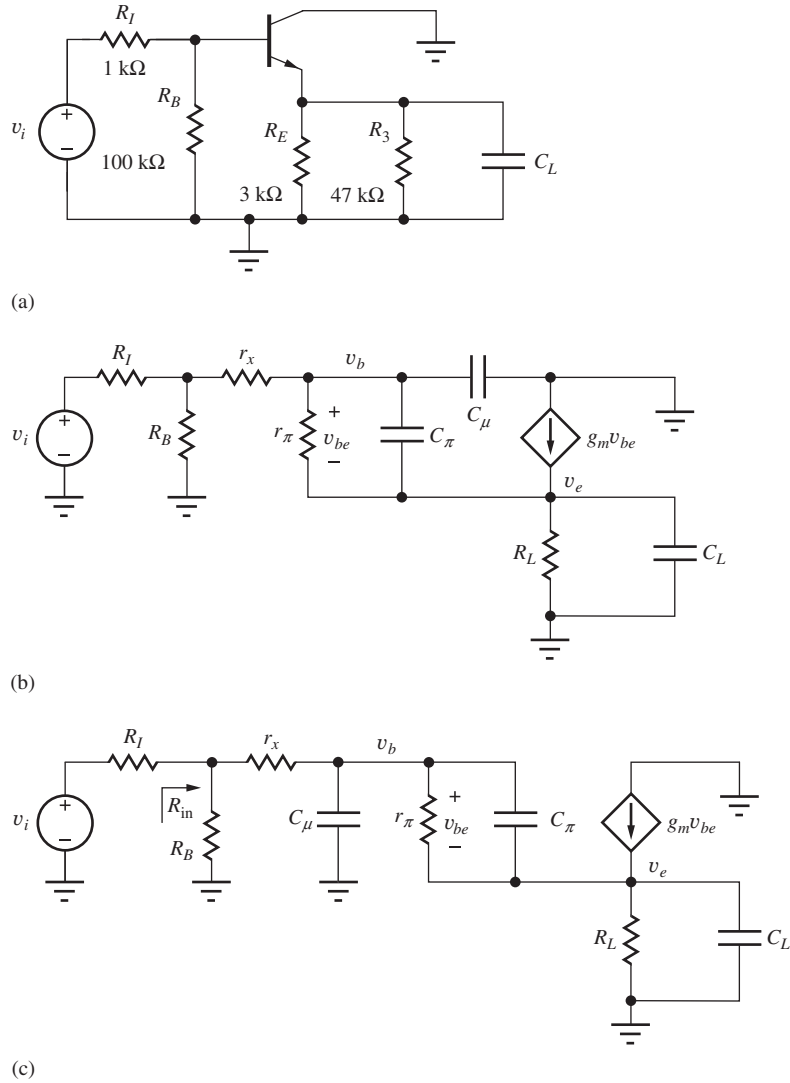 R_I
1 kΩ
R_B
v_i
+
−
100 kΩ
R_E
3 kΩ
R_3
47 kΩ
C_L
(a)
R_I
r_x
v_b
v_i
+
−
R_B
r_π
+
v_be
−
C_π
C_μ
g_m v_be
v_e
R_L
C_L
(b)
R_I
r_x
v_b
v_i
+
−
R_in
R_B
C_μ
r_π
+
v_be
−
C_π
g_m v_be
v_e
R_L
C_L
(c)